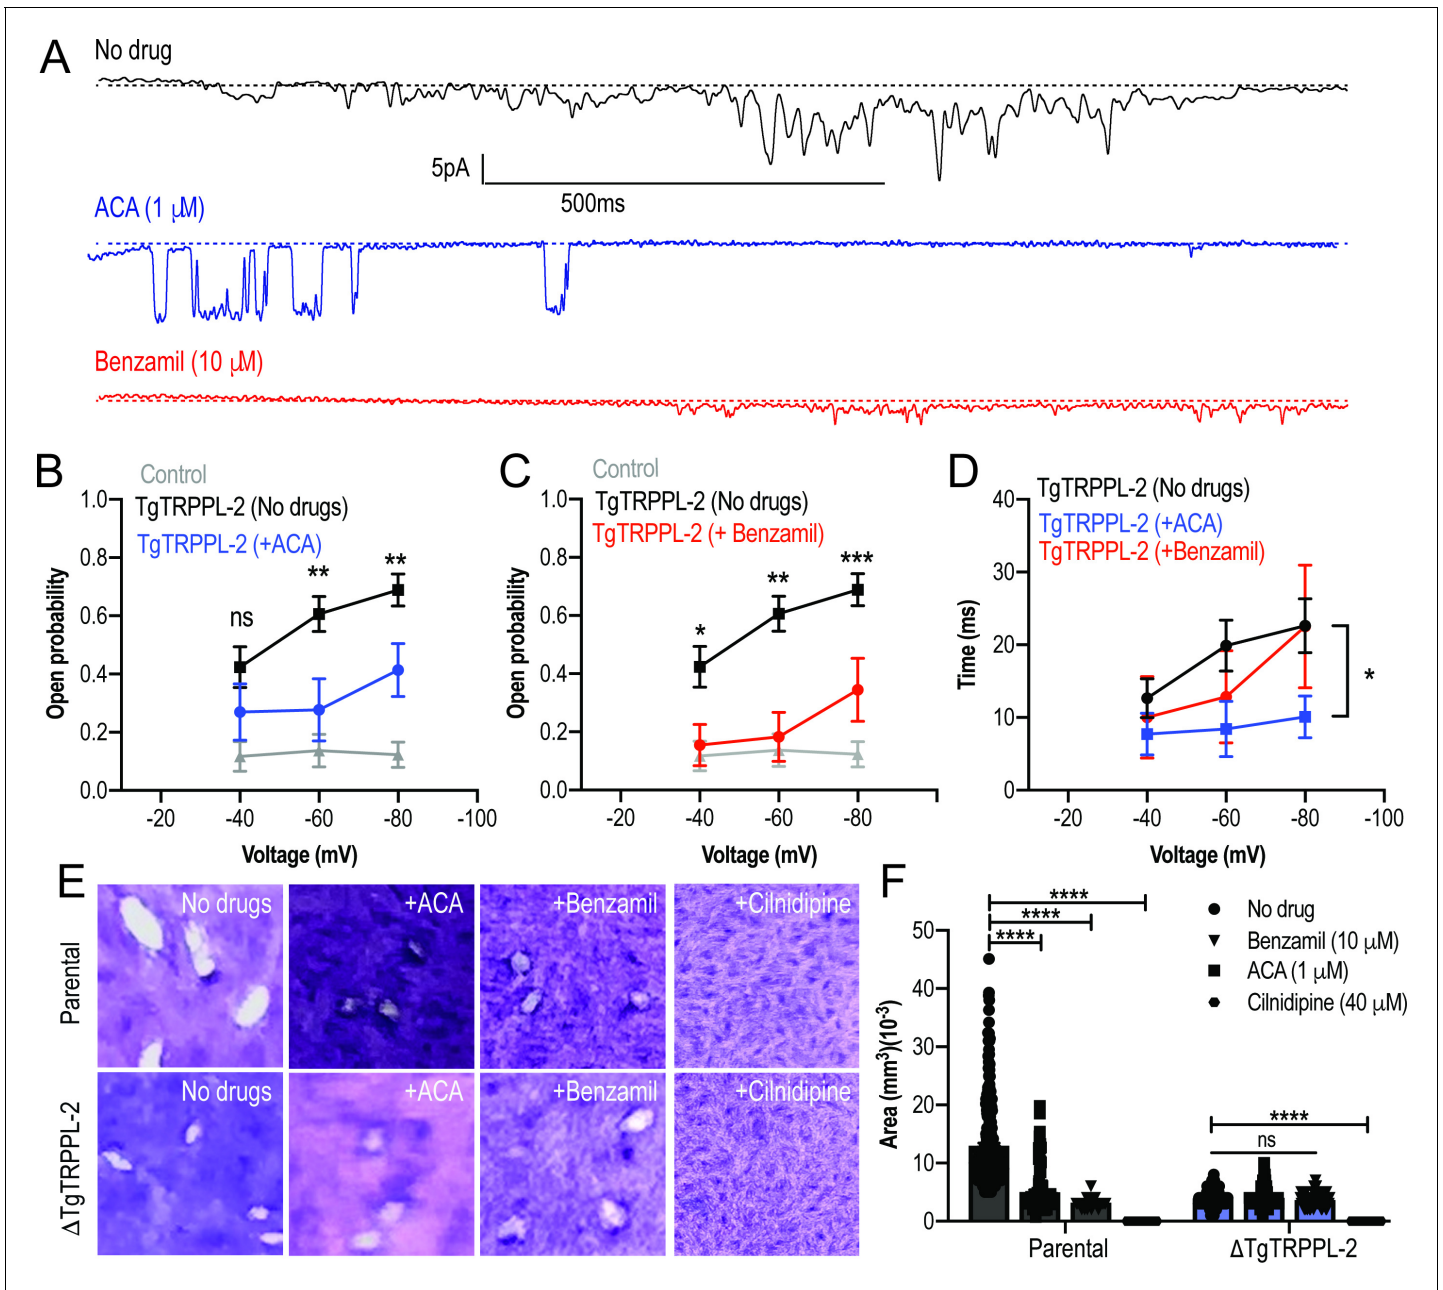 A
No drug
5pA
500ms
ACA (1 μM)
Benzamil (10 μM)
B
Control
TgTRPPL-2 (No drugs)
TgTRPPL-2 (+ACA)
Open probability
1.0
0.8
0.6
0.4
0.2
0.0
ns
**
**
-20
-40
-60
-80
-100
Voltage (mV)
C
Control
TgTRPPL-2 (No drugs)
TgTRPPL-2 (+ Benzamil)
Open probability
1.0
0.8
0.6
0.4
0.2
0.0
*
**
***
-20
-40
-60
-80
Voltage (mV)
D
TgTRPPL-2 (No drugs)
TgTRPPL-2 (+ACA)
TgTRPPL-2 (+Benzamil)
Time (ms)
40
30
20
10
0
*
-20
-40
-60
-80
-100
Voltage (mV)
E
Parental
No drugs
+ACA
+Benzamil
+Cilnidipine
ΔTgTRPPL-2
No drugs
+ACA
+Benzamil
+Cilnidipine
F
****
****
****
No drug
Benzamil (10 μM)
ACA (1 μM)
Cilnidipine (40 μM)
Area (mm³)(10⁻³)
50
40
30
20
10
0
****
ns
Parental
ΔTgTRPPL-2